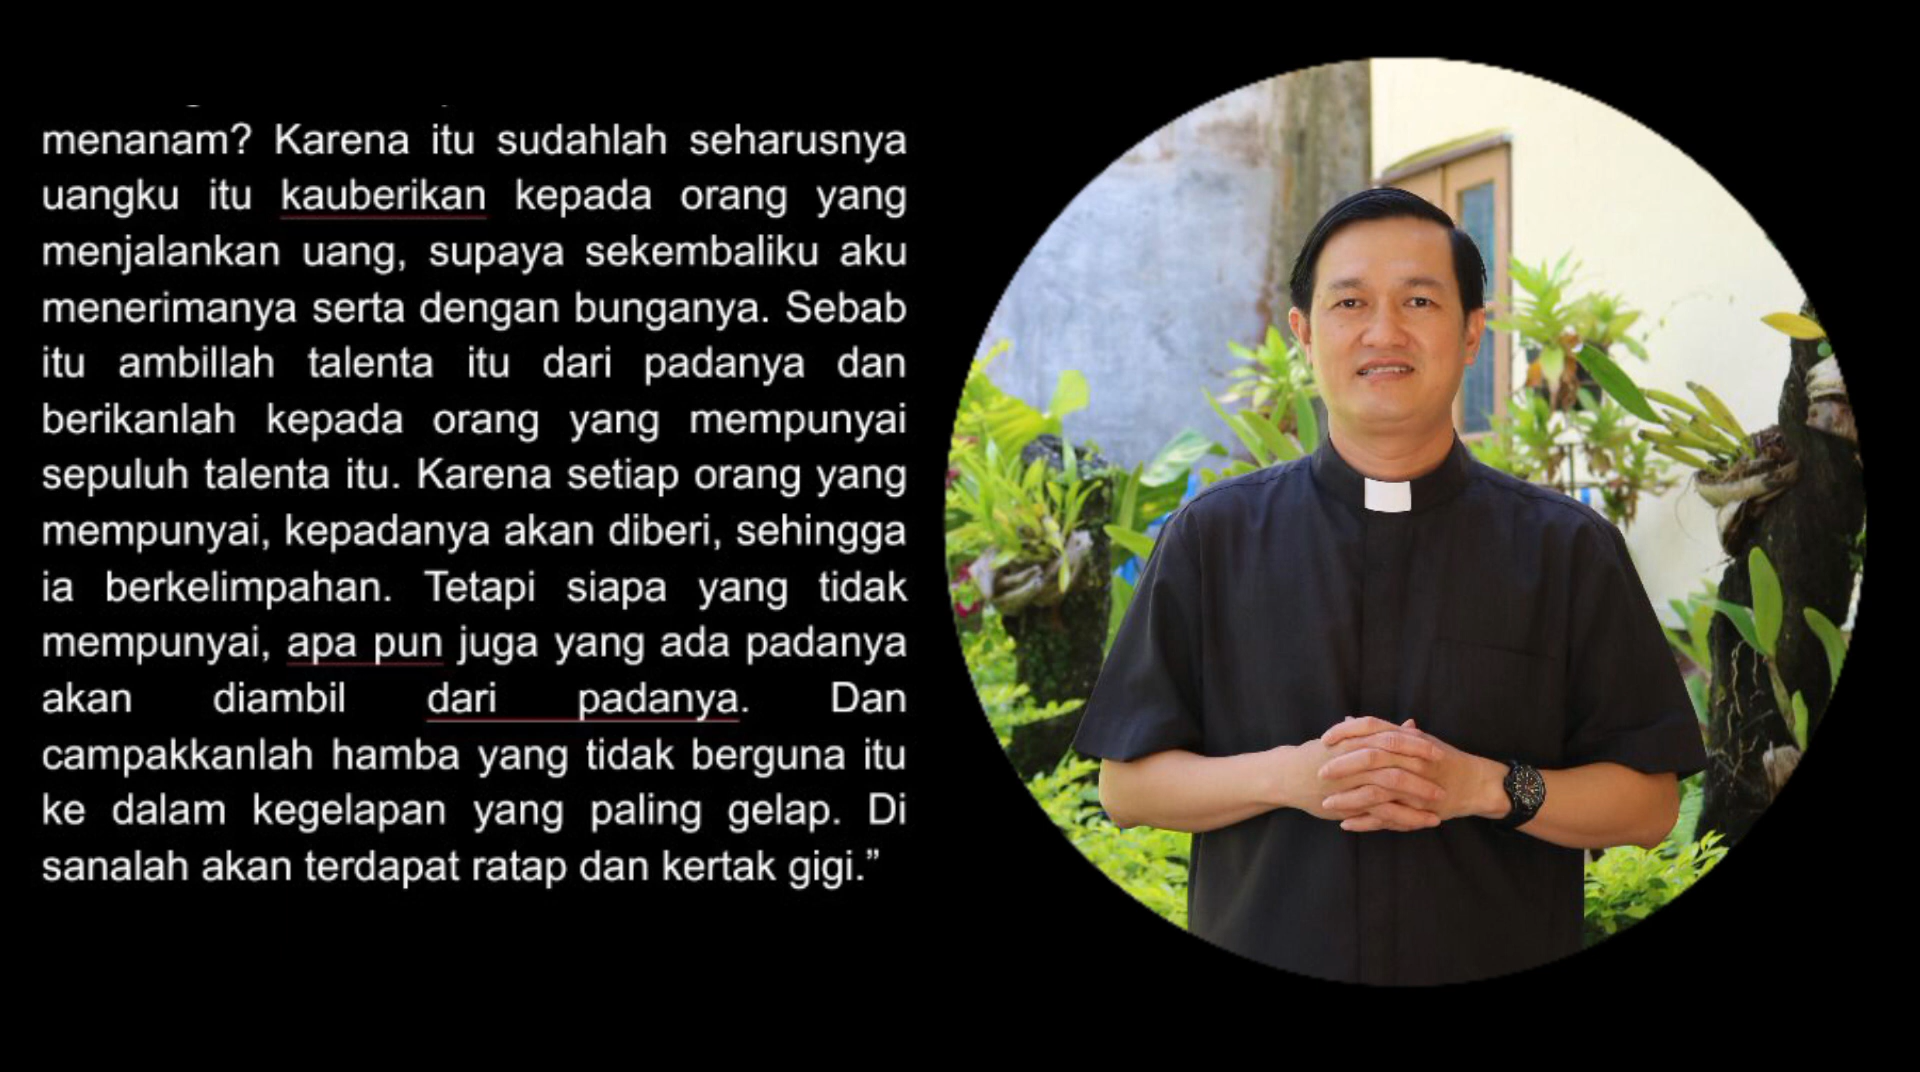 menanam? Karena itu sudahlah seharusnya
uangku itu kauberikan kepada orang yang
menjalankan uang, supaya sekembaliku aku
menerimanya serta dengan bunganya. Sebab
itu ambillah talenta itu dari padanya dan
berikanlah kepada orang yang mempunyai
sepuluh talenta itu. Karena setiap orang yang
mempunyai, kepadanya akan diberi, sehingga
ia berkelimpahan. Tetapi siapa yang tidak
mempunyai, apa pun juga yang ada padanya
akan diambil dari padanya. Dan
campakkanlah hamba yang tidak berguna itu
ke dalam kegelapan yang paling gelap. Di
sanalah akan terdapat ratap dan kertak gigi.”